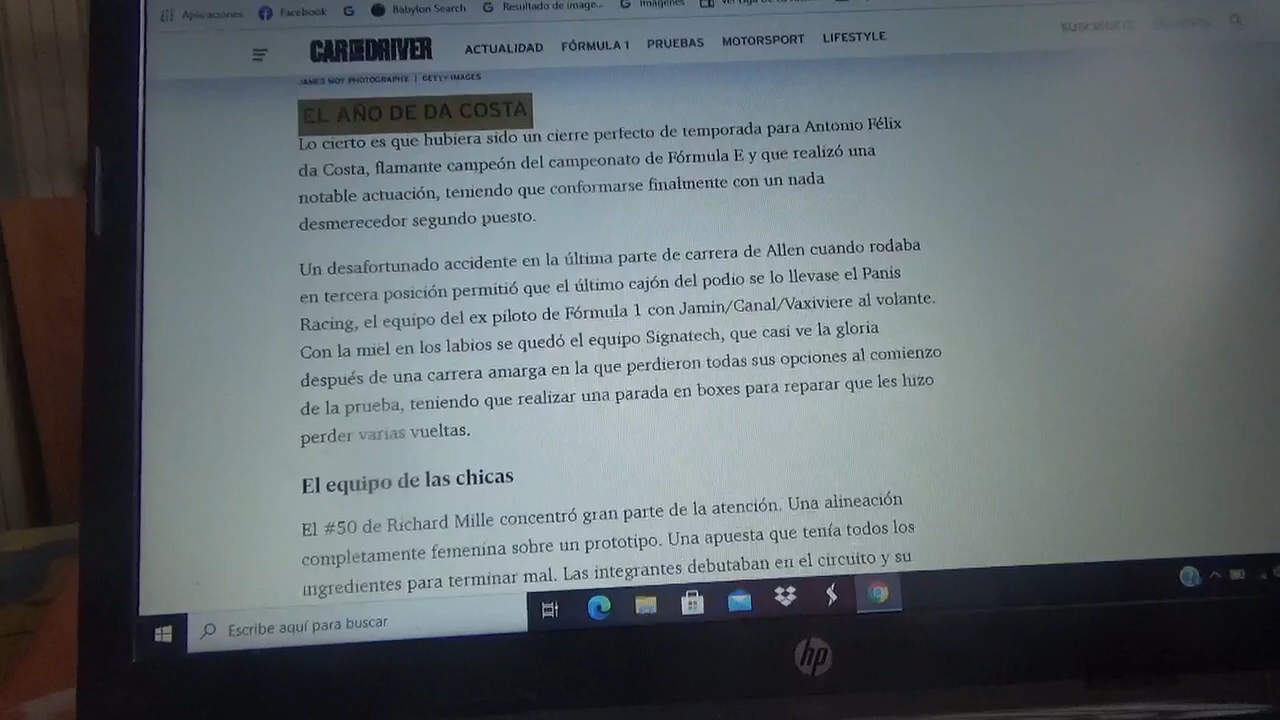 Aplicaciones Facebook Babylon Search Resultado de image... Imágenes
CAR AND DRIVER ACTUALIDAD FÓRMULA 1 PRUEBAS MOTORSPORT LIFESTYLE
JAMES MOY PHOTOGRAPHY | GETTY IMAGES
EL AÑO DE DA COSTA
Lo cierto es que hubiera sido un cierre perfecto de temporada para Antonio Félix
da Costa, flamante campeón del campeonato de Fórmula E y que realizó una
notable actuación, teniendo que conformarse finalmente con un nada
desmerecedor segundo puesto.
Un desafortunado accidente en la última parte de carrera de Allen cuando rodaba
en tercera posición permitió que el último cajón del podio se lo llevase el Panis
Racing, el equipo del ex piloto de Fórmula 1 con Jamin/Canal/Vaxiviere al volante.
Con la miel en los labios se quedó el equipo Signatech, que casi ve la gloria
después de una carrera amarga en la que perdieron todas sus opciones al comienzo
de la prueba, teniendo que realizar una parada en boxes para reparar que les hizo
perder varias vueltas.
El equipo de las chicas
El #50 de Richard Mille concentró gran parte de la atención. Una alineación
completamente femenina sobre un prototipo. Una apuesta que tenía todos los
ingredientes para terminar mal. Las integrantes debutaban en el circuito y su
Escribe aquí para buscar
hp